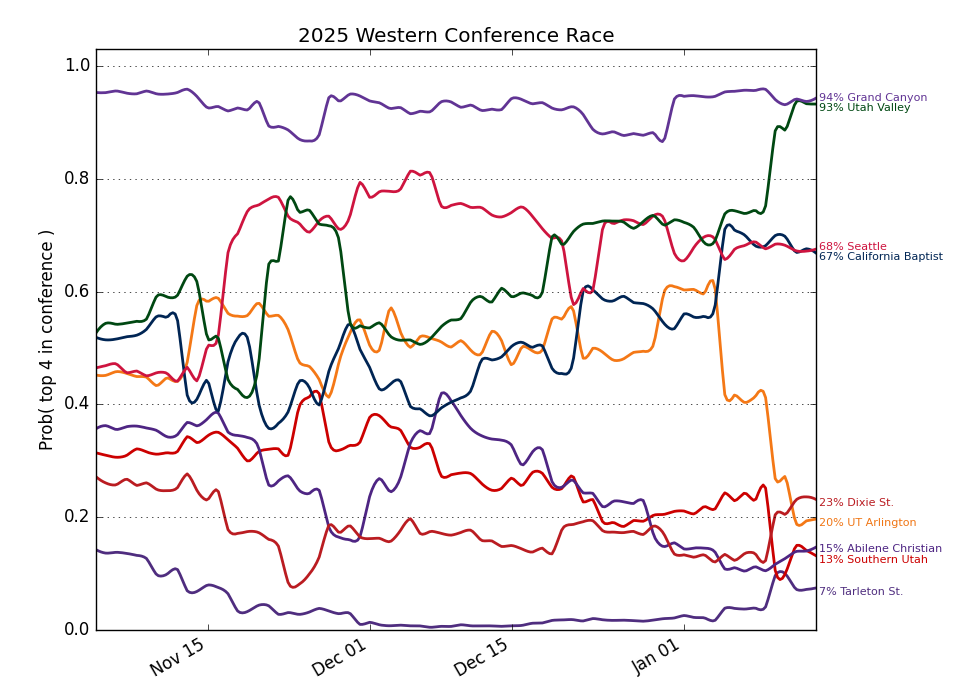 2025 Western Conference Race
Prob( top 4 in conference )
1.0
0.8
0.6
0.4
0.2
0.0
Nov 15
Dec 01
Dec 15
Jan 01
94% Grand Canyon
93% Utah Valley
68% Seattle
67% California Baptist
23% Dixie St.
20% UT Arlington
15% Abilene Christian
13% Southern Utah
7% Tarleton St.